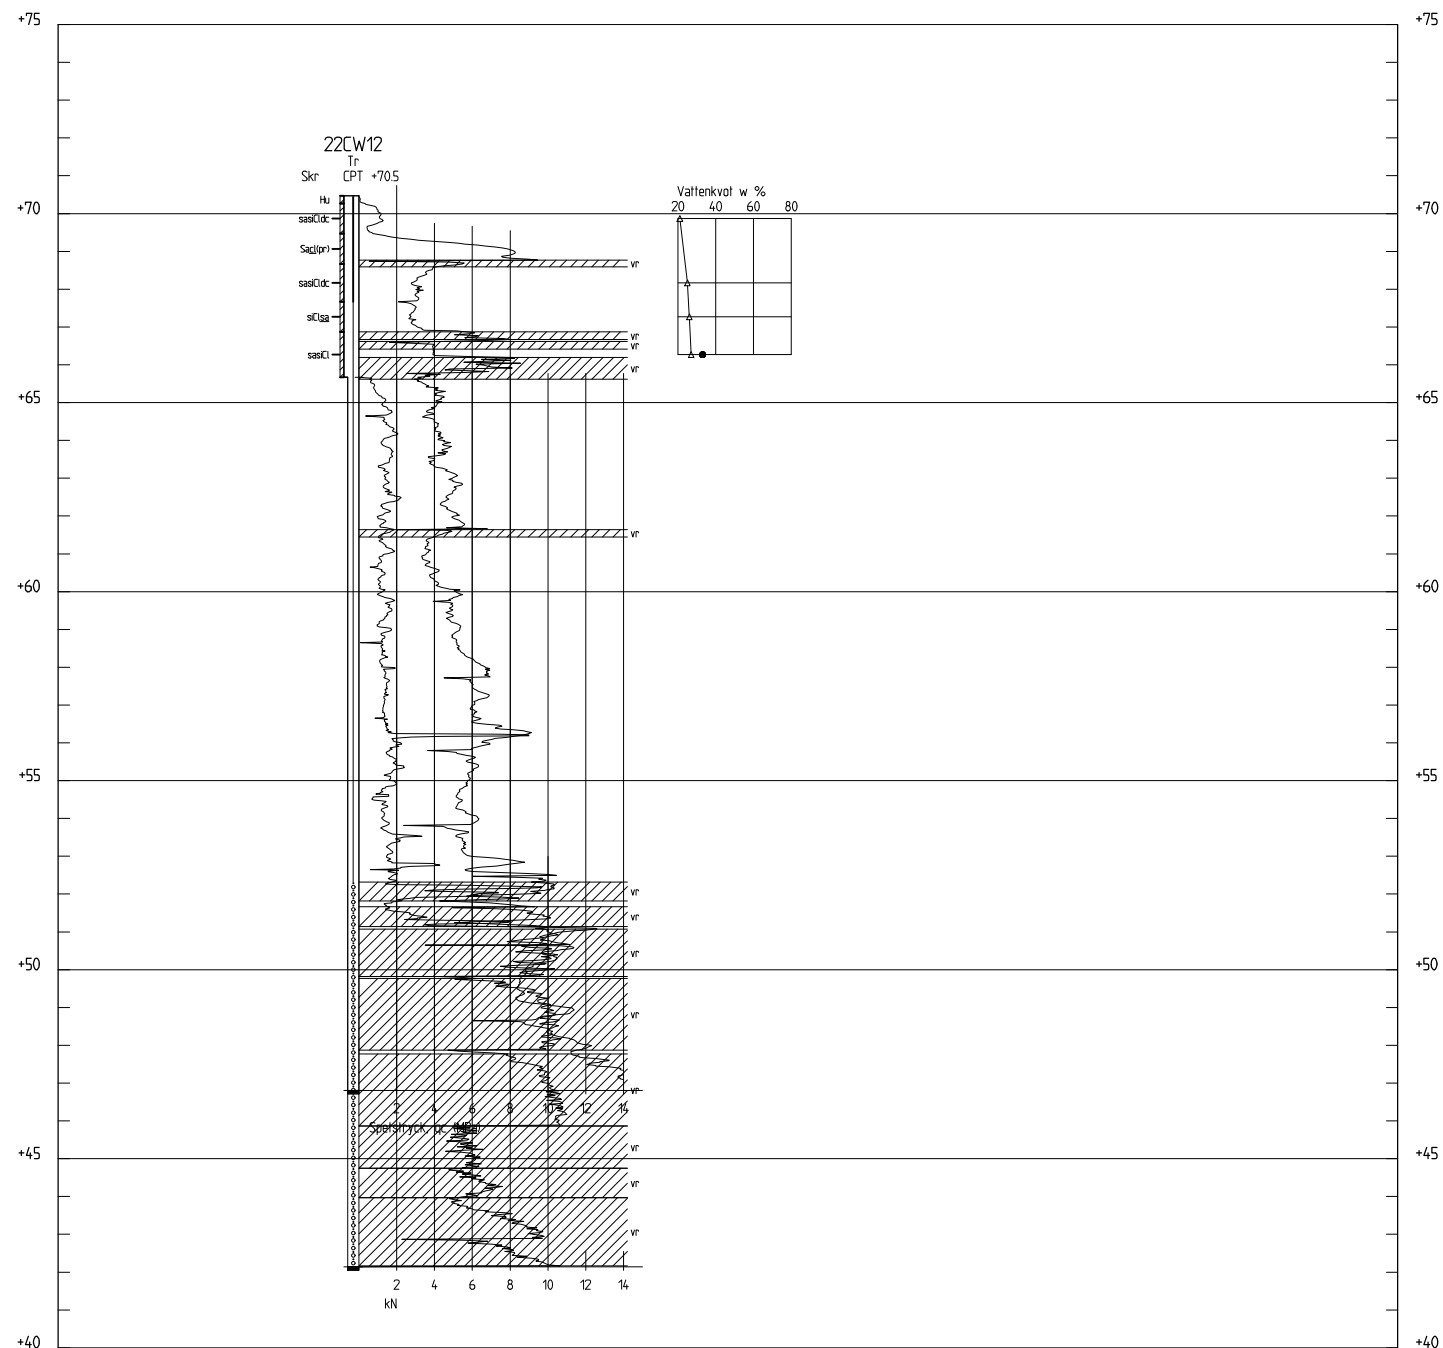 +75 +75
22CW12
Tr
Skr CPT +70.5
Vattenkvot w %
20 40 60 80
Hu
+70 +70
sasiCldc
Sacl(pr)
vr
sasiCldc
siClsa
vr
vr
sasiCl
vr
+65 +65
vr
+60 +60
+55 +55
vr
vr
vr
+50 +50
vr
vr
2 4 6 8 10 12 14
Spetstryck, qc (MPa)
vr
+45 +45
vr
vr
2 4 6 8 10 12 14
kN
+40 +40